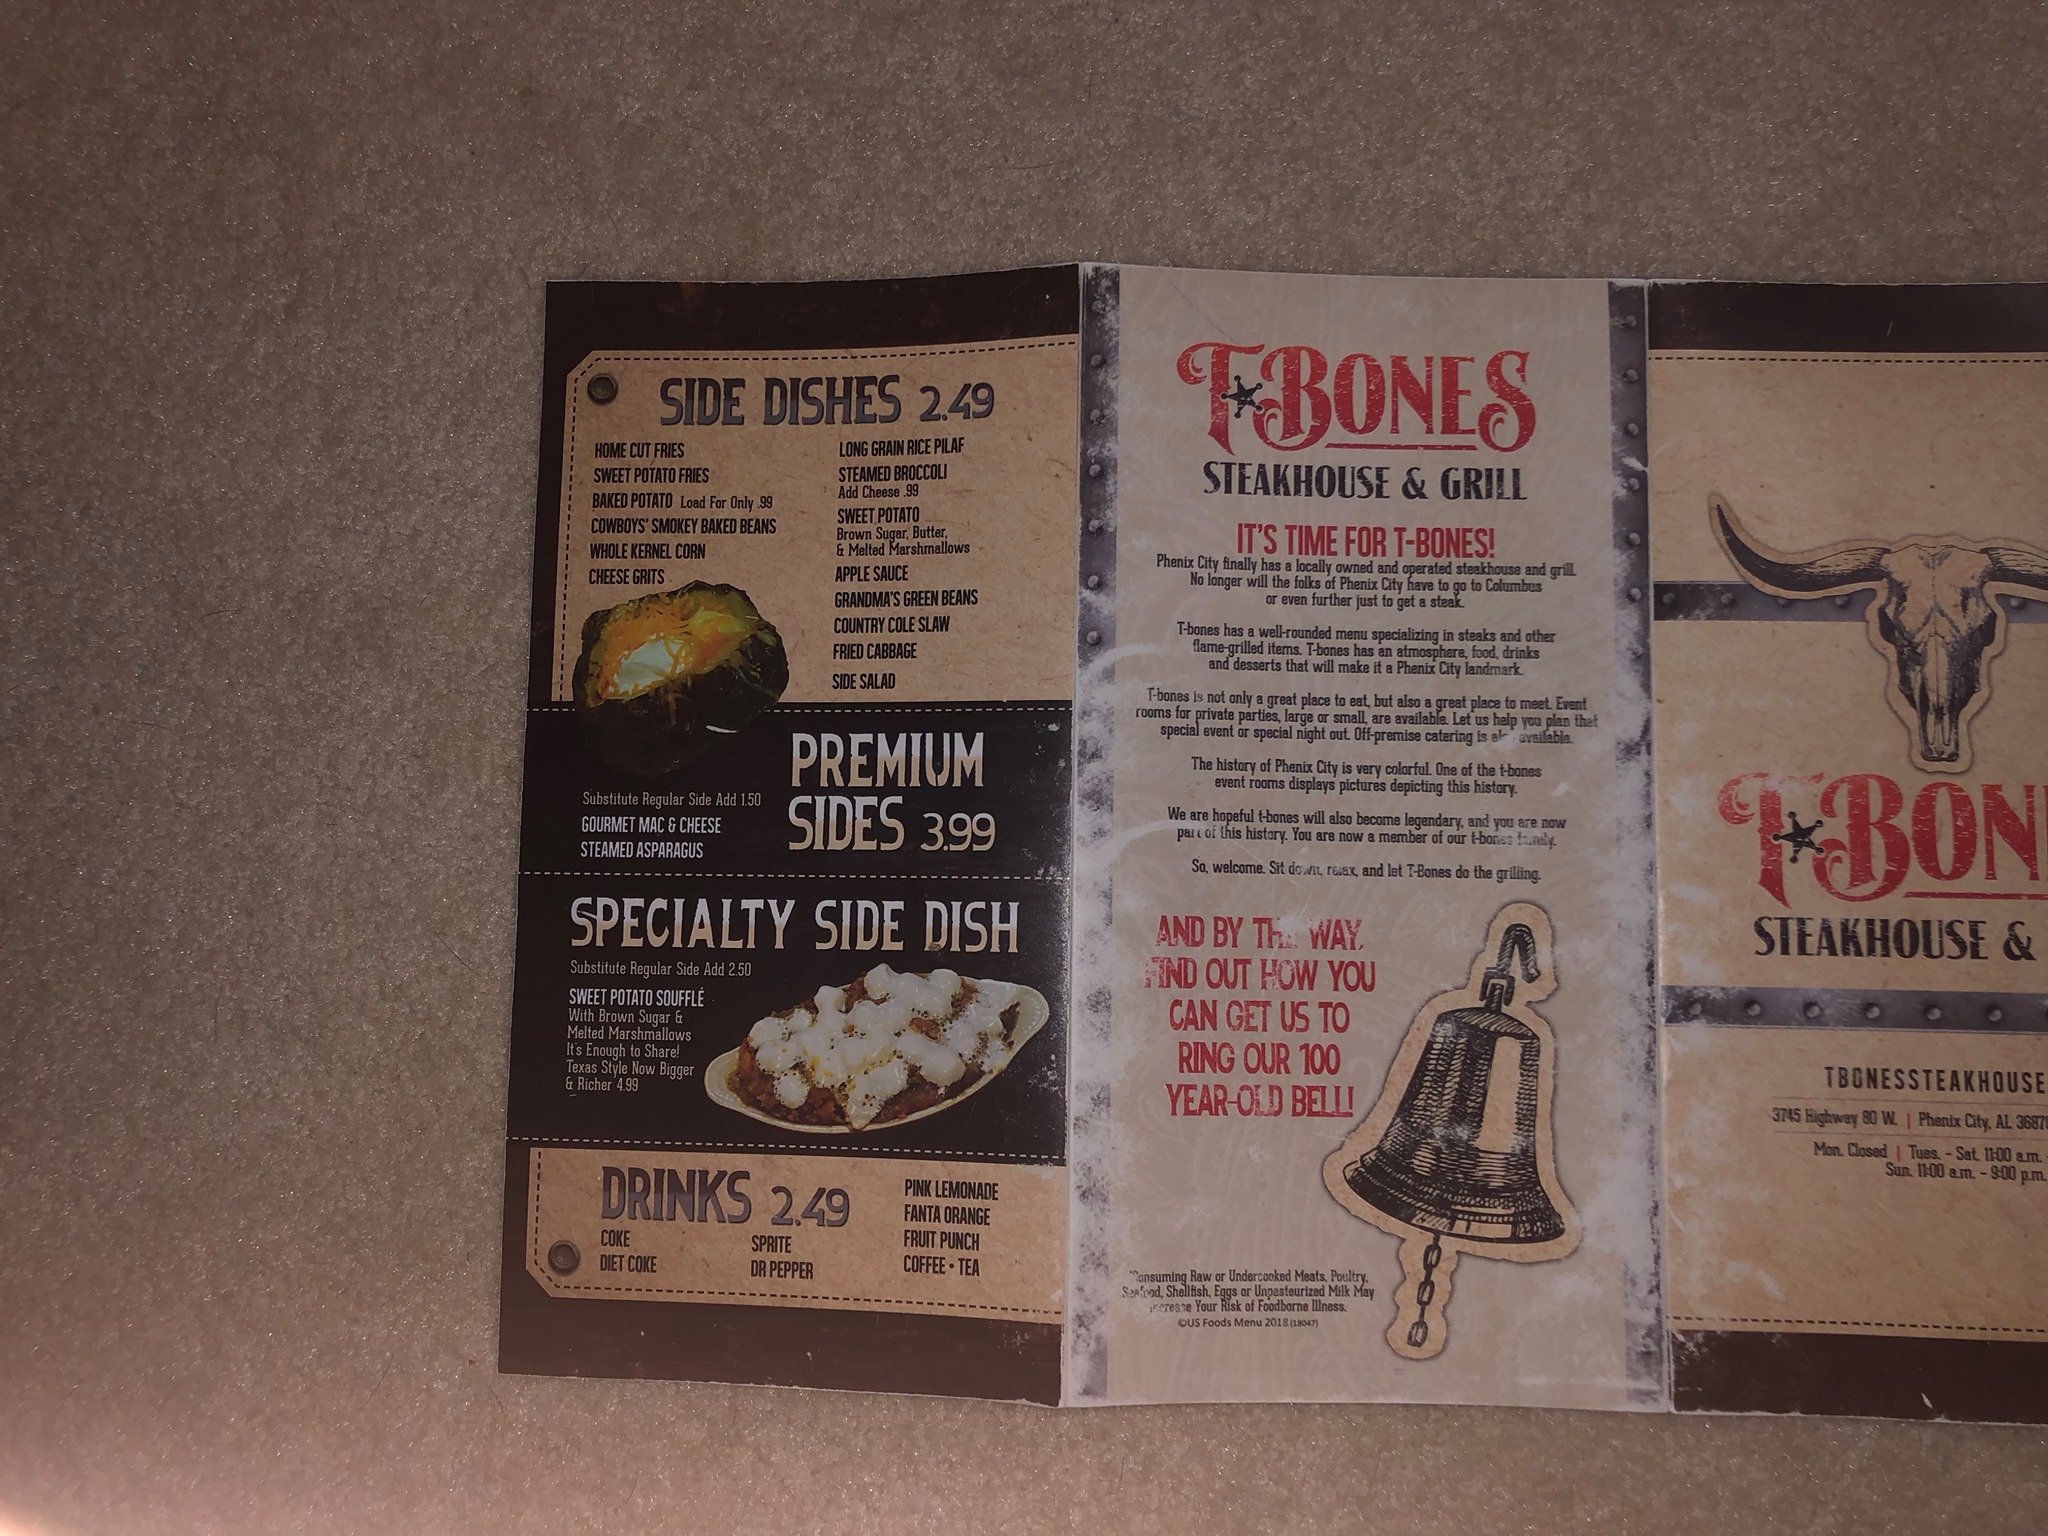 SIDE DISHES 2.49
HOME CUT FRIES
SWEET POTATO FRIES
BAKED POTATO Load For Only .99
COWBOYS' SMOKEY BAKED BEANS
WHOLE KERNEL CORN
CHEESE GRITS
LONG GRAIN RICE PILAF
STEAMED BROCCOLI
Add Cheese .99
SWEET POTATO
Brown Sugar, Butter,
& Melted Marshmallows
APPLE SAUCE
GRANDMA'S GREEN BEANS
COUNTRY COLE SLAW
FRIED CABBAGE
SIDE SALAD
PREMIUM
SIDES 3.99
Substitute Regular Side Add 1.50
GOURMET MAC & CHEESE
STEAMED ASPARAGUS
SPECIALTY SIDE DISH
Substitute Regular Side Add 2.50
SWEET POTATO SOUFFLÉ
With Brown Sugar &
Melted Marshmallows
It's Enough to Share!
Texas Style Now Bigger
& Richer 4.99
DRINKS 2.49
COKE
DIET COKE
SPRITE
DR PEPPER
PINK LEMONADE
FANTA ORANGE
FRUIT PUNCH
COFFEE • TEA
T-BONES
STEAKHOUSE & GRILL
IT'S TIME FOR T-BONES!
Phenix City finally has a locally owned and operated steakhouse and grill.
No longer will the folks of Phenix City have to go to Columbus
or even further just to get a steak.
T-bones has a well-rounded menu specializing in steaks and other
flame-grilled items. T-bones has an atmosphere, food, drinks
and desserts that will make it a Phenix City landmark.
T-bones is not only a great place to eat, but also a great place to meet. Event
rooms for private parties, large or small, are available. Let us help you plan that
special event or special night out. Off-premise catering is also available.
The history of Phenix City is very colorful. One of the t-bones
event rooms displays pictures depicting this history.
We are hopeful t-bones will also become legendary, and you are now
part of this history. You are now a member of our t-bones family.
So, welcome. Sit down, relax, and let T-Bones do the grilling.
AND BY THE WAY,
FIND OUT HOW YOU
CAN GET US TO
RING OUR 100
YEAR-OLD BELL!
*Consuming Raw or Undercooked Meats, Poultry,
Seafood, Shellfish, Eggs or Unpasteurized Milk May
Increase Your Risk of Foodborne Illness.
©US Foods Menu 2018 (18047)
T-BON
STEAKHOUSE &
TBONESSTEAKHOUSE
3745 Highway 80 W. | Phenix City, AL 3687
Mon. Closed | Tues. - Sat. 11:00 a.m.
Sun. 11:00 a.m. - 9:00 p.m.